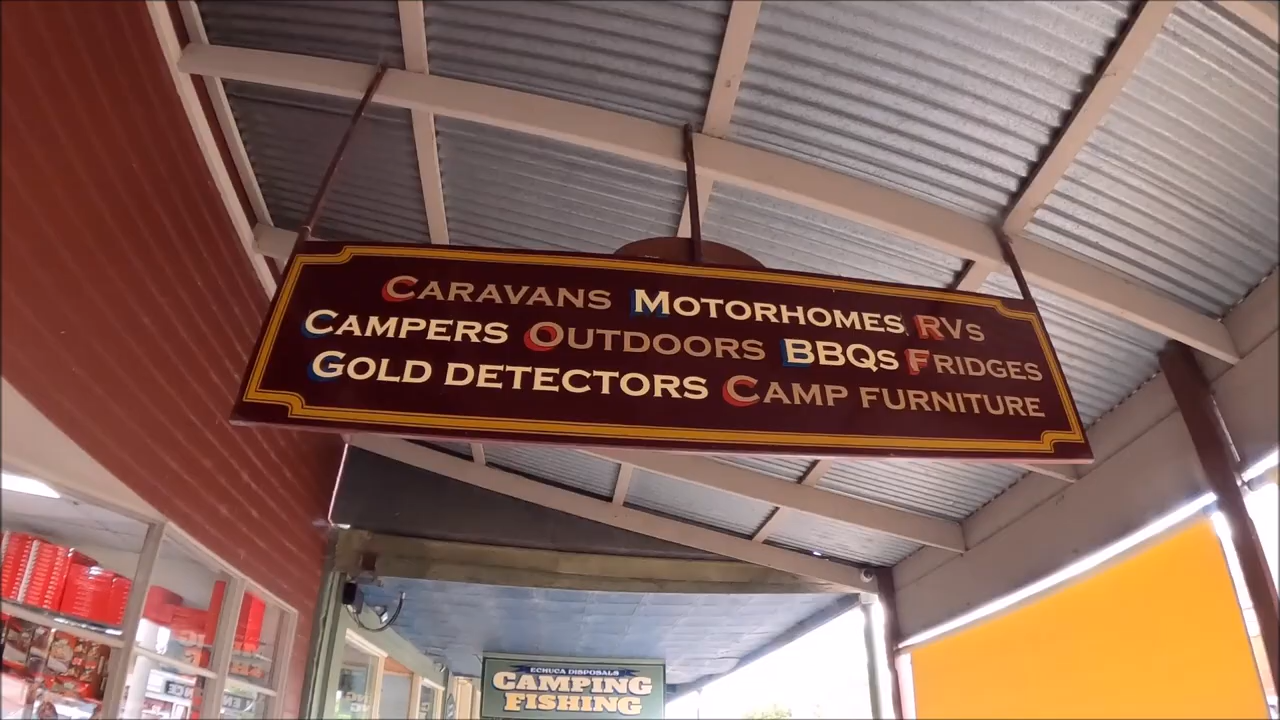 CARAVANS MOTORHOMES RVs
CAMPERS OUTDOORS BBQs FRIDGES
GOLD DETECTORS CAMP FURNITURE
ECHUCA DISPOSALS
CAMPING
FISHING